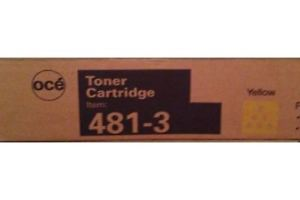 océ
Toner
Cartridge
Item:
481-3
Yellow